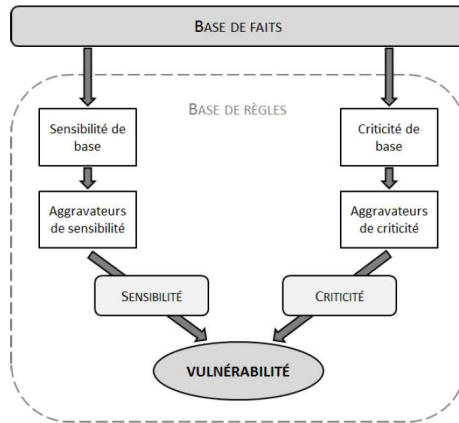 BASE DE FAITS
BASE DE RÈGLES
Sensibilité de
base
Criticité de
base
Aggravateurs
de sensibilité
Aggravateurs
de criticité
SENSIBILITÉ
CRITICITÉ
VULNÉRABILITÉ